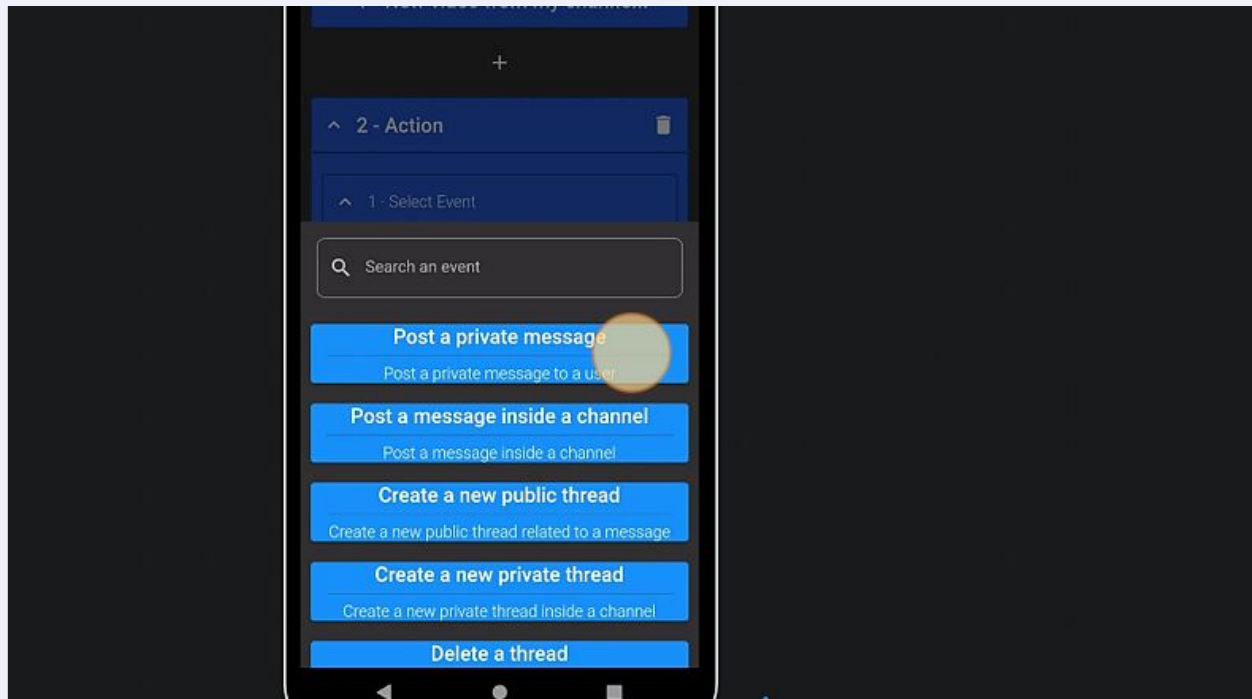 2 - Action
1 - Select Event
Search an event
Post a private message
Post a private message to a user
Post a message inside a channel
Post a message inside a channel
Create a new public thread
Create a new public thread related to a message
Create a new private thread
Create a new private thread inside a channel
Delete a thread